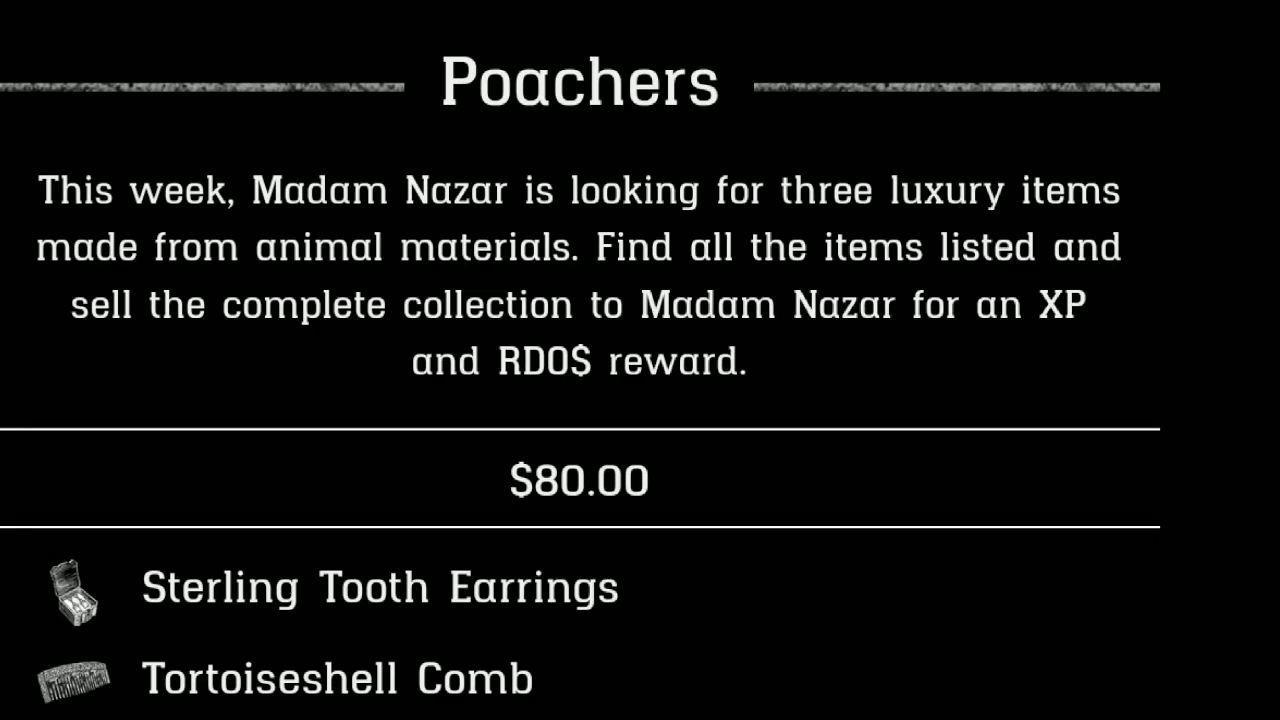 Poachers
This week, Madam Nazar is looking for three luxury items
made from animal materials. Find all the items listed and
sell the complete collection to Madam Nazar for an XP
and RDO$ reward.
$80.00
Sterling Tooth Earrings
Tortoiseshell Comb